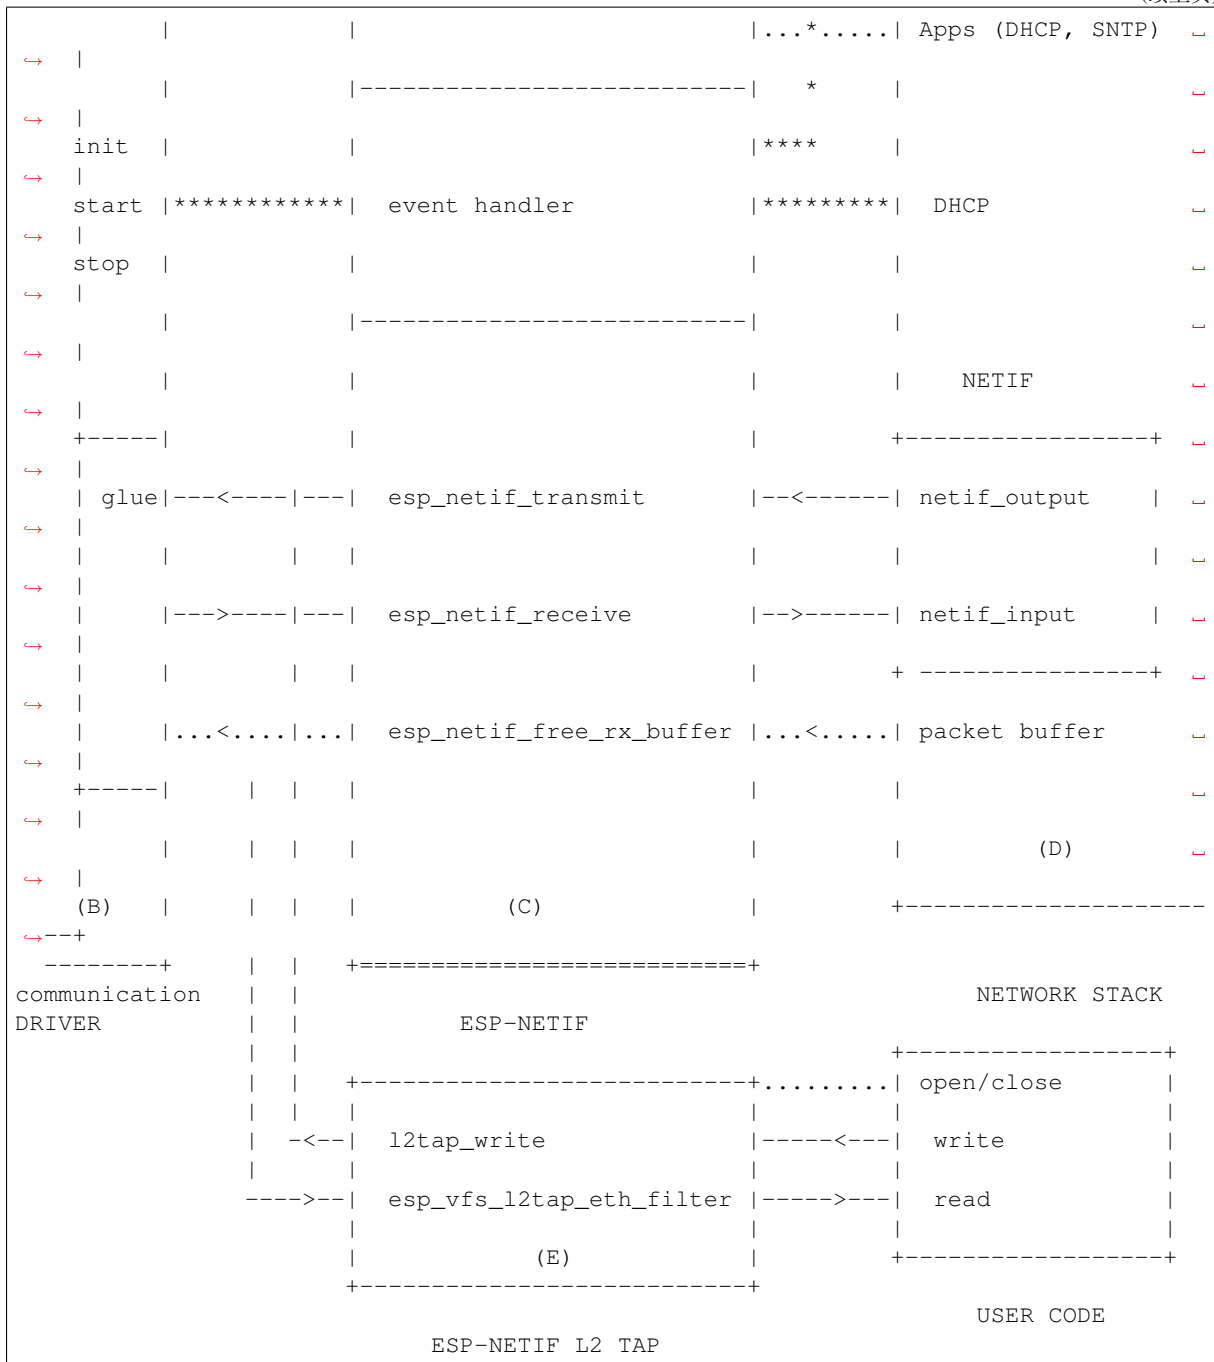 |            |                           |...*.....| Apps (DHCP, SNTP) ␣
↪  |
|            |---------------------------|   *     |                   ␣
↪  |
init  |            |                           |****     |                   ␣
↪  |
start |************|  event handler            |*********|  DHCP             ␣
↪  |
stop  |            |                           |         |                   ␣
↪  |
|            |---------------------------|         |                   ␣
↪  |
|            |                           |         |    NETIF          ␣
↪  |
+-----|            |                           |         +-----------------+ ␣
↪  |
| glue|---<----|---|  esp_netif_transmit       |--<------| netif_output    | ␣
↪  |
|     |        |   |                           |         |                 | ␣
↪  |
|     |--->----|---|  esp_netif_receive        |-->------| netif_input     | ␣
↪  |
|     |        |   |                           |         + ----------------+ ␣
↪  |
|     |...<....|...|  esp_netif_free_rx_buffer |...<.....| packet buffer     ␣
↪  |
+-----|     |  |   |                           |         |                   ␣
↪  |
|     |  |   |                           |         |         (D)       ␣
↪  |
(B)   |     |  |   |          (C)              |         +---------------------
↪--+
--------+     |  |   +===========================+
communication   |  |                                               NETWORK STACK
DRIVER          |  |           ESP-NETIF
|  |                                         +------------------+
|  |   +---------------------------+.........| open/close       |
|  |   |                           |         |                  |
|  -<--|  l2tap_write              |-----<---|  write           |
|      |                           |         |                  |
---->--|  esp_vfs_l2tap_eth_filter |----->---|  read            |
|                           |         |                  |
|            (E)            |         +------------------+
+---------------------------+
USER CODE
ESP-NETIF L2 TAP